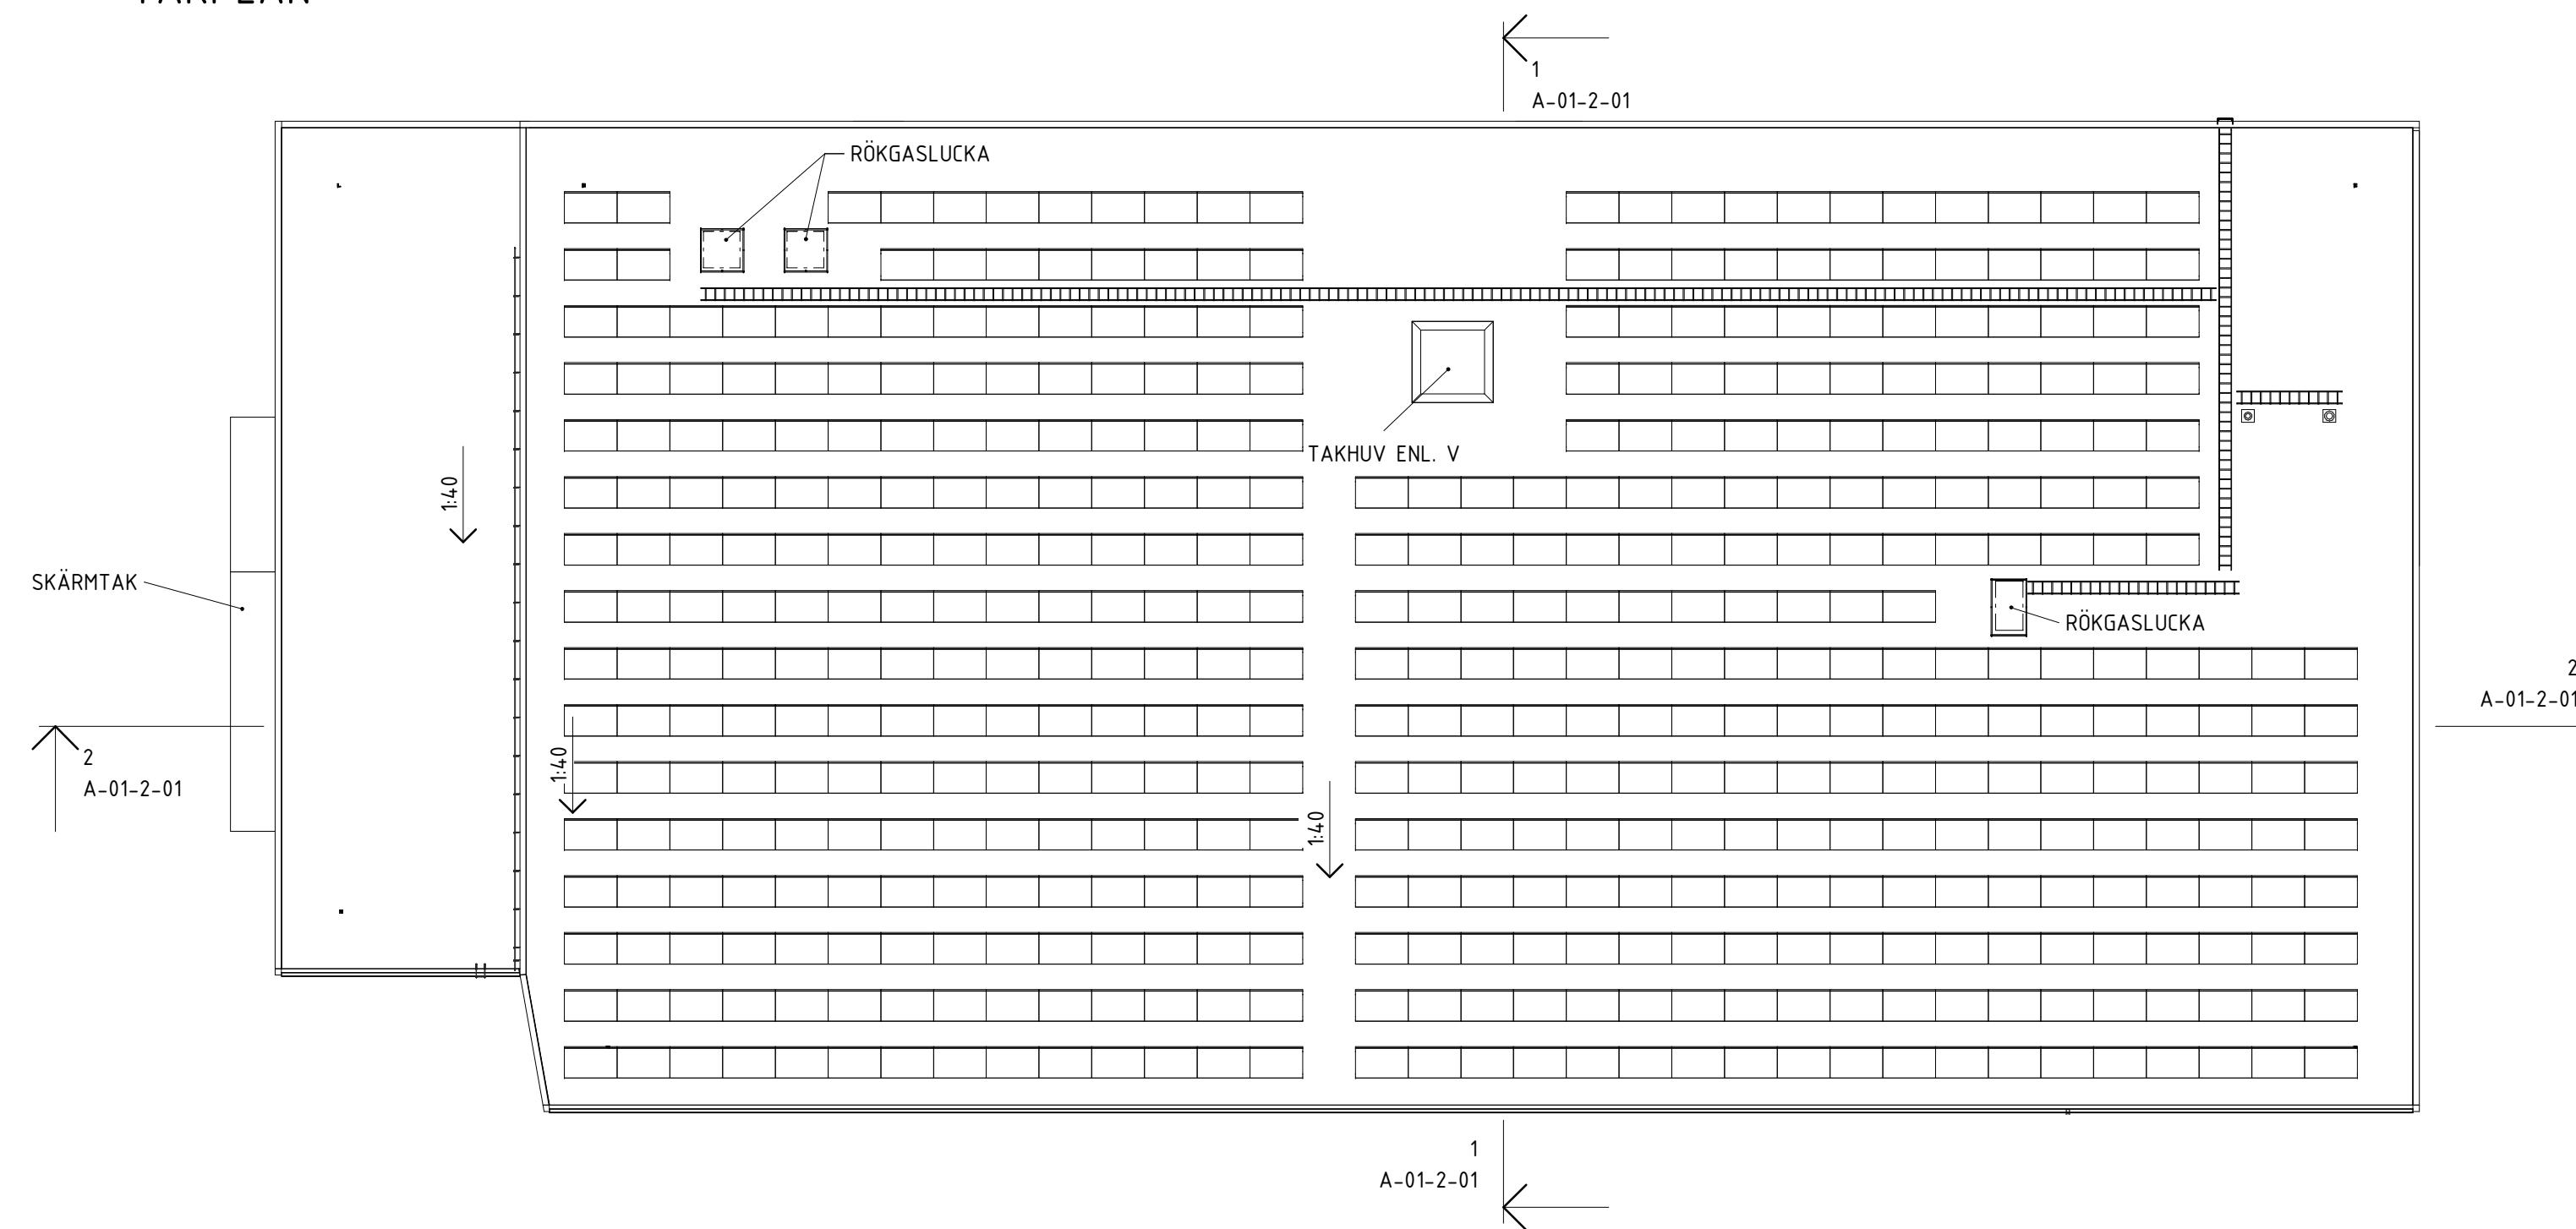 TAKPLAN
1
A-01-2-01
RÖKGASLUCKA
TAKHUV ENL. V
1:40
SKÄRMTAK
RÖKGASLUCKA
2
A-01-2-01
2
A-01-2-01
1:40
1:40
1
A-01-2-01